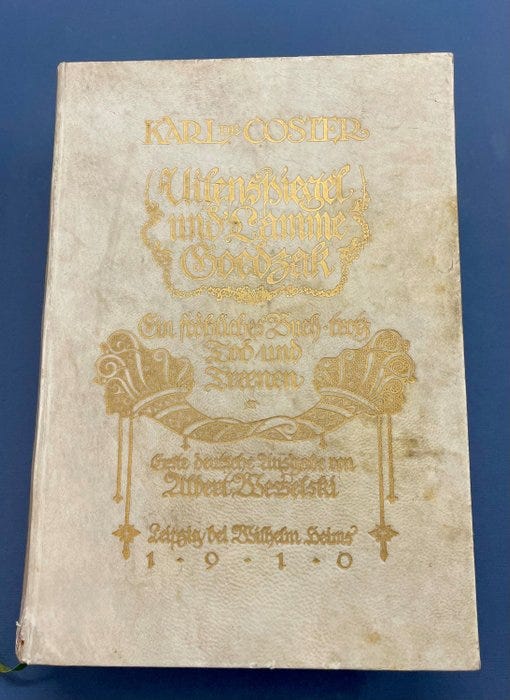 KARL DE COSTER
Ulenspiegel
und Lamme
Goedzak
Ein fröhliches Buch trotz
Tod und
Tränen
Erste deutsche Ausgabe von
Albert Wesselski
Leipzig bei Wilhelm Heims
1·9·1·0